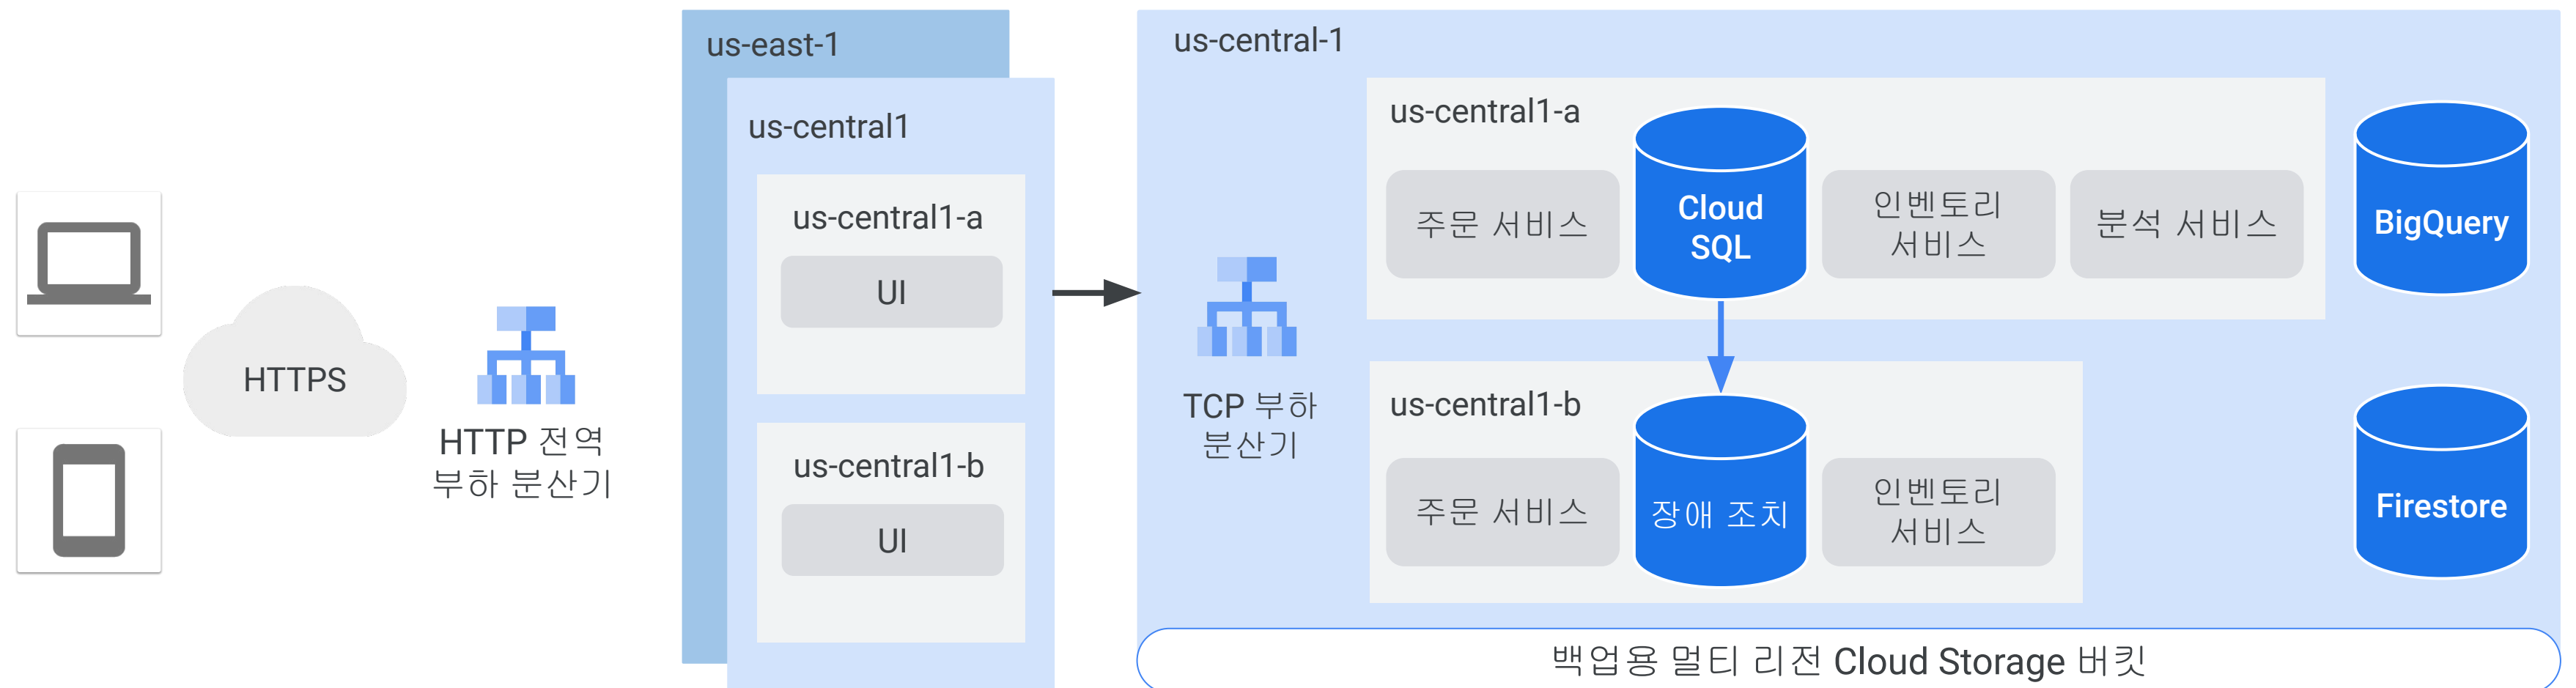 HTTPS
HTTP 전역
부하 분산기
us-east-1
us-central1
us-central1-a
UI
us-central1-b
UI
us-central-1
TCP 부하
분산기
us-central1-a
주문 서비스
Cloud
SQL
인벤토리
서비스
분석 서비스
BigQuery
us-central1-b
주문 서비스
장애 조치
인벤토리
서비스
Firestore
백업용 멀티 리전 Cloud Storage 버킷